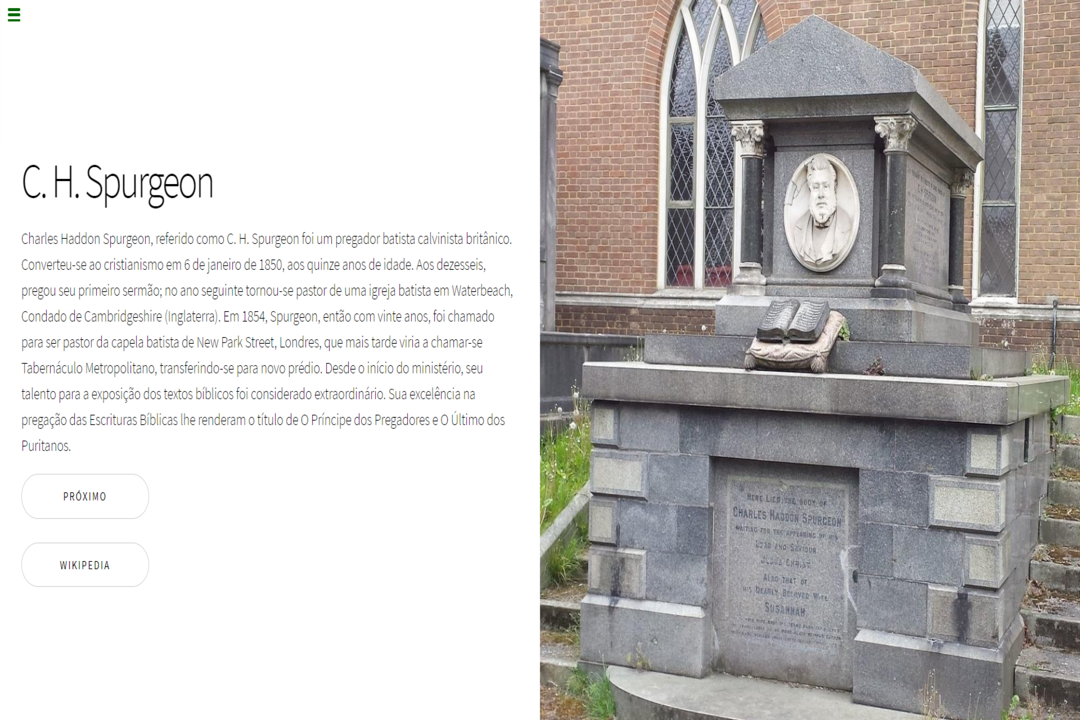 C. H. Spurgeon
Charles Haddon Spurgeon, referido como C. H. Spurgeon foi um pregador batista calvinista britânico.
Converteu-se ao cristianismo em 6 de janeiro de 1850, aos quinze anos de idade. Aos dezesseis,
pregou seu primeiro sermão; no ano seguinte tornou-se pastor de uma igreja batista em Waterbeach,
Condado de Cambridgeshire (Inglaterra). Em 1854, Spurgeon, então com vinte anos, foi chamado
para ser pastor da capela batista de New Park Street, Londres, que mais tarde viria a chamar-se
Tabernáculo Metropolitano, transferindo-se para novo prédio. Desde o início do ministério, seu
talento para a exposição dos textos bíblicos foi considerado extraordinário. Sua excelência na
pregação das Escrituras Bíblicas lhe renderam o título de O Príncipe dos Pregadores e O Último dos
Puritanos.
PRÓXIMO
WIKIPEDIA
HERE LIES THE BODY OF
CHARLES HADDON SPURGEON
WAITING FOR THE APPEARING OF HIS
LORD AND SAVIOUR
JESUS CHRIST
ALSO THAT OF
HIS DEARLY BELOVED WIFE
SUSANNAH